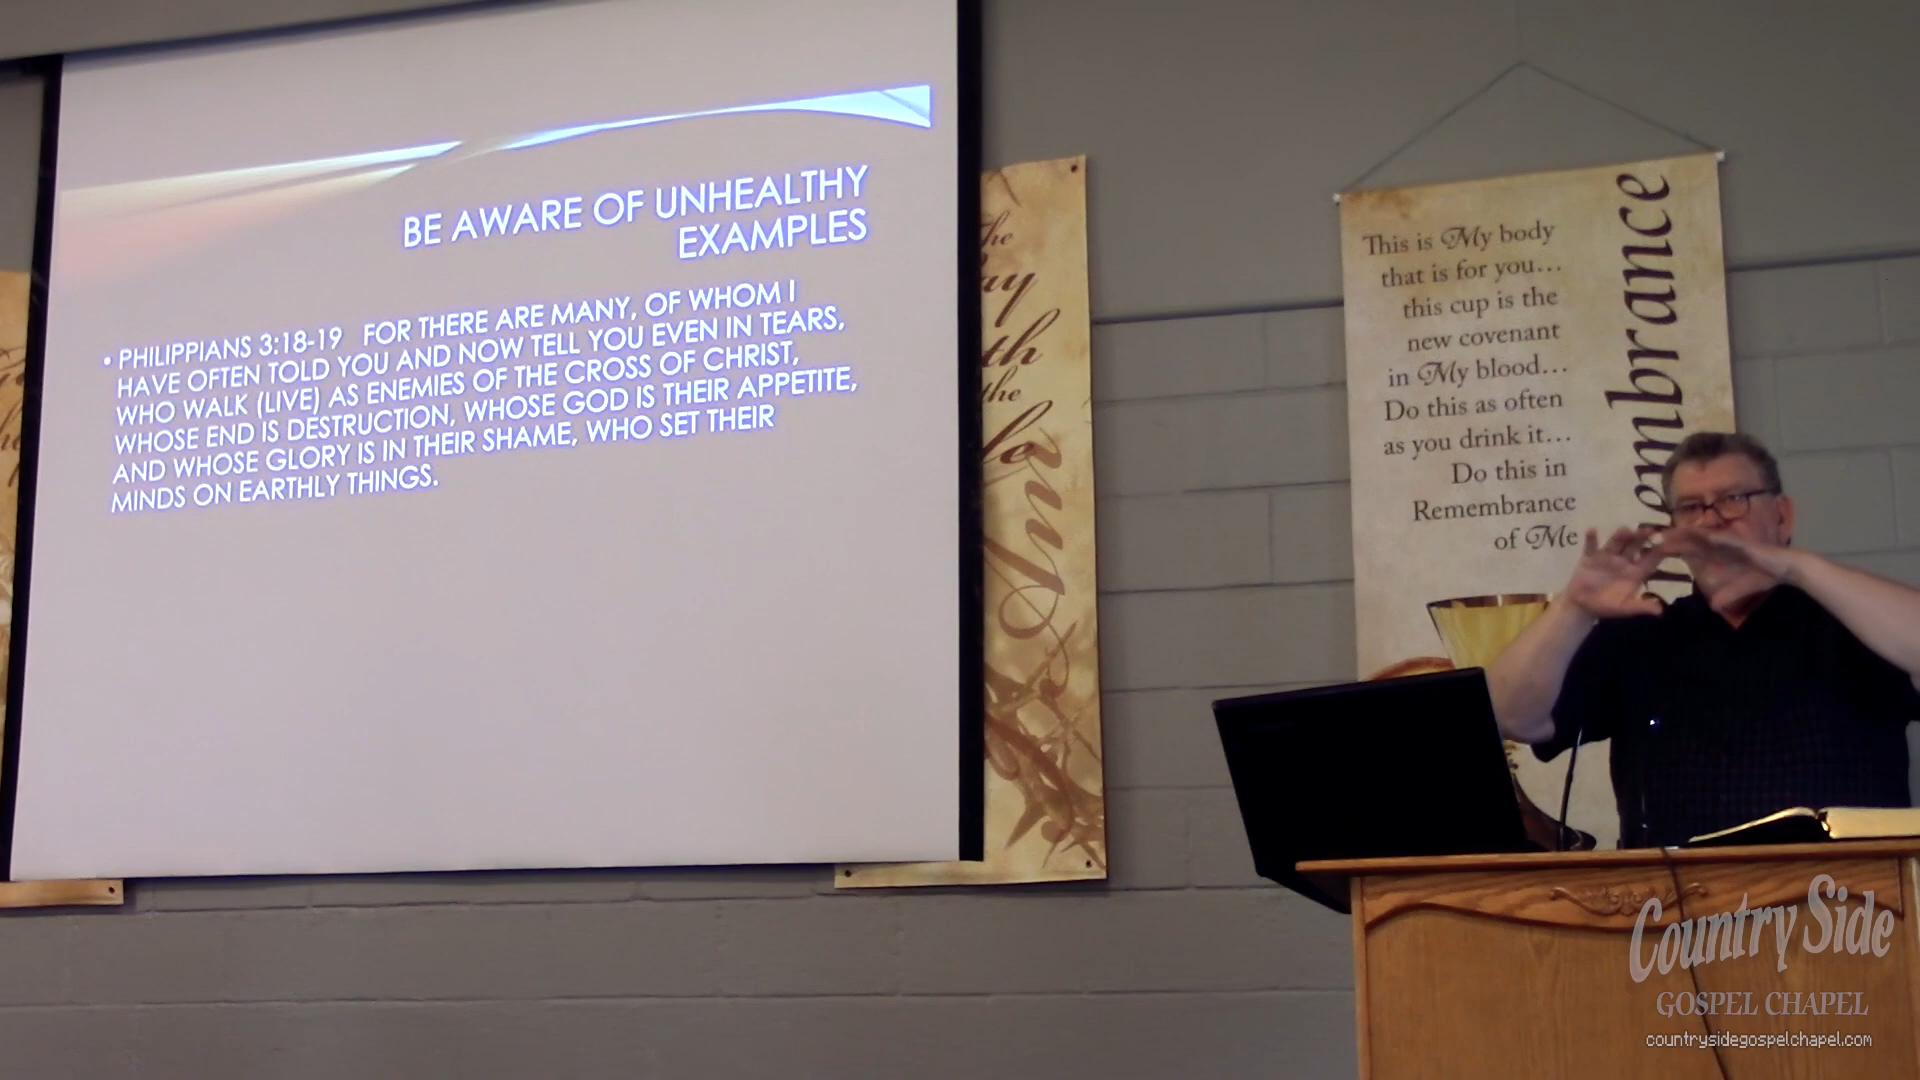 BE AWARE OF UNHEALTHY
EXAMPLES
• PHILIPPIANS 3:18-19 FOR THERE ARE MANY, OF WHOM I
HAVE OFTEN TOLD YOU AND NOW TELL YOU EVEN IN TEARS,
WHO WALK (LIVE) AS ENEMIES OF THE CROSS OF CHRIST,
WHOSE END IS DESTRUCTION, WHOSE GOD IS THEIR APPETITE,
AND WHOSE GLORY IS IN THEIR SHAME, WHO SET THEIR
MINDS ON EARTHLY THINGS.
the
This is My body
that is for you...
this cup is the
new covenant
in My blood...
Do this as often
as you drink it...
Do this in
Remembrance
of Me
Country Side
GOSPEL CHAPEL
countrysidegospelchapel.com